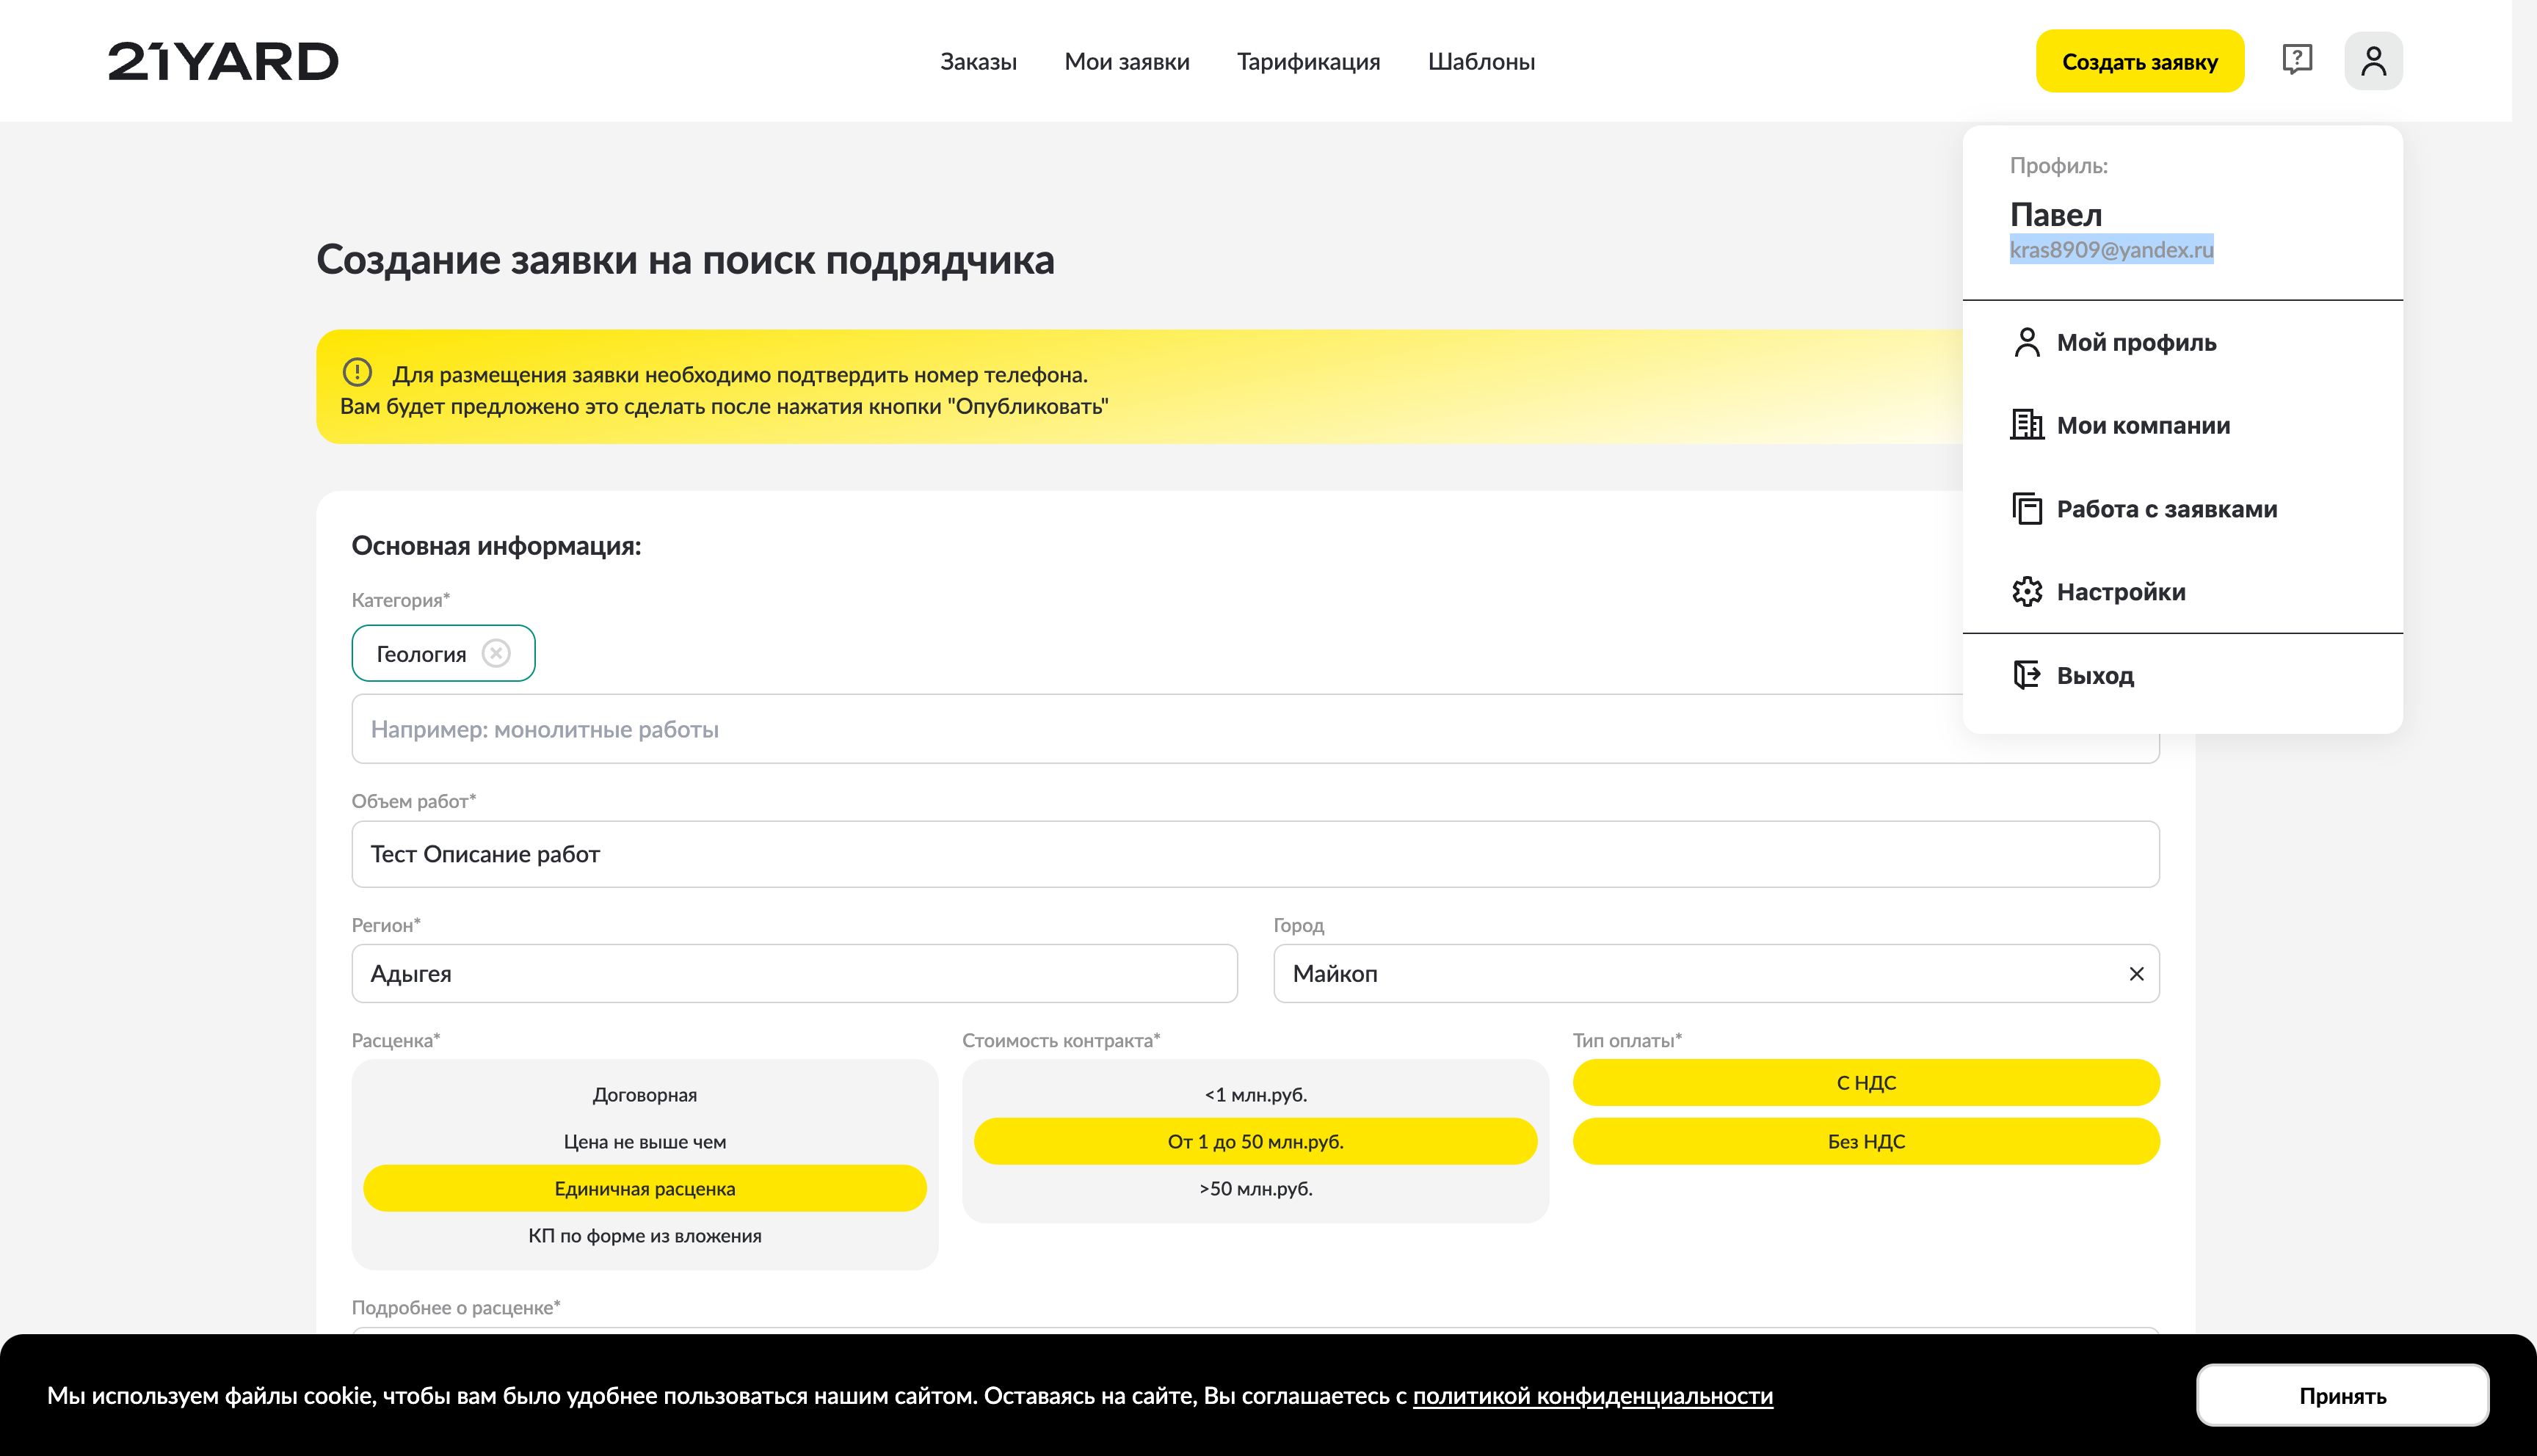 21YARD
Заказы
Мои заявки
Тарификация
Шаблоны
Создать заявку
Профиль:
Павел
kras8909@yandex.ru
Мой профиль
Мои компании
Работа с заявками
Настройки
Выход
Создание заявки на поиск подрядчика
Для размещения заявки необходимо подтвердить номер телефона.
Вам будет предложено это сделать после нажатия кнопки "Опубликовать"
Основная информация:
Категория*
Геология
Например: монолитные работы
Объем работ*
Тест Описание работ
Регион*
Адыгея
Город
Майкоп
Расценка*
Договорная
Цена не выше чем
Единичная расценка
КП по форме из вложения
Стоимость контракта*
<1 млн.руб.
От 1 до 50 млн.руб.
>50 млн.руб.
Тип оплаты*
С НДС
Без НДС
Подробнее о расценке*
Мы используем файлы cookie, чтобы вам было удобнее пользоваться нашим сайтом. Оставаясь на сайте, Вы соглашаетесь с политикой конфиденциальности
Принять